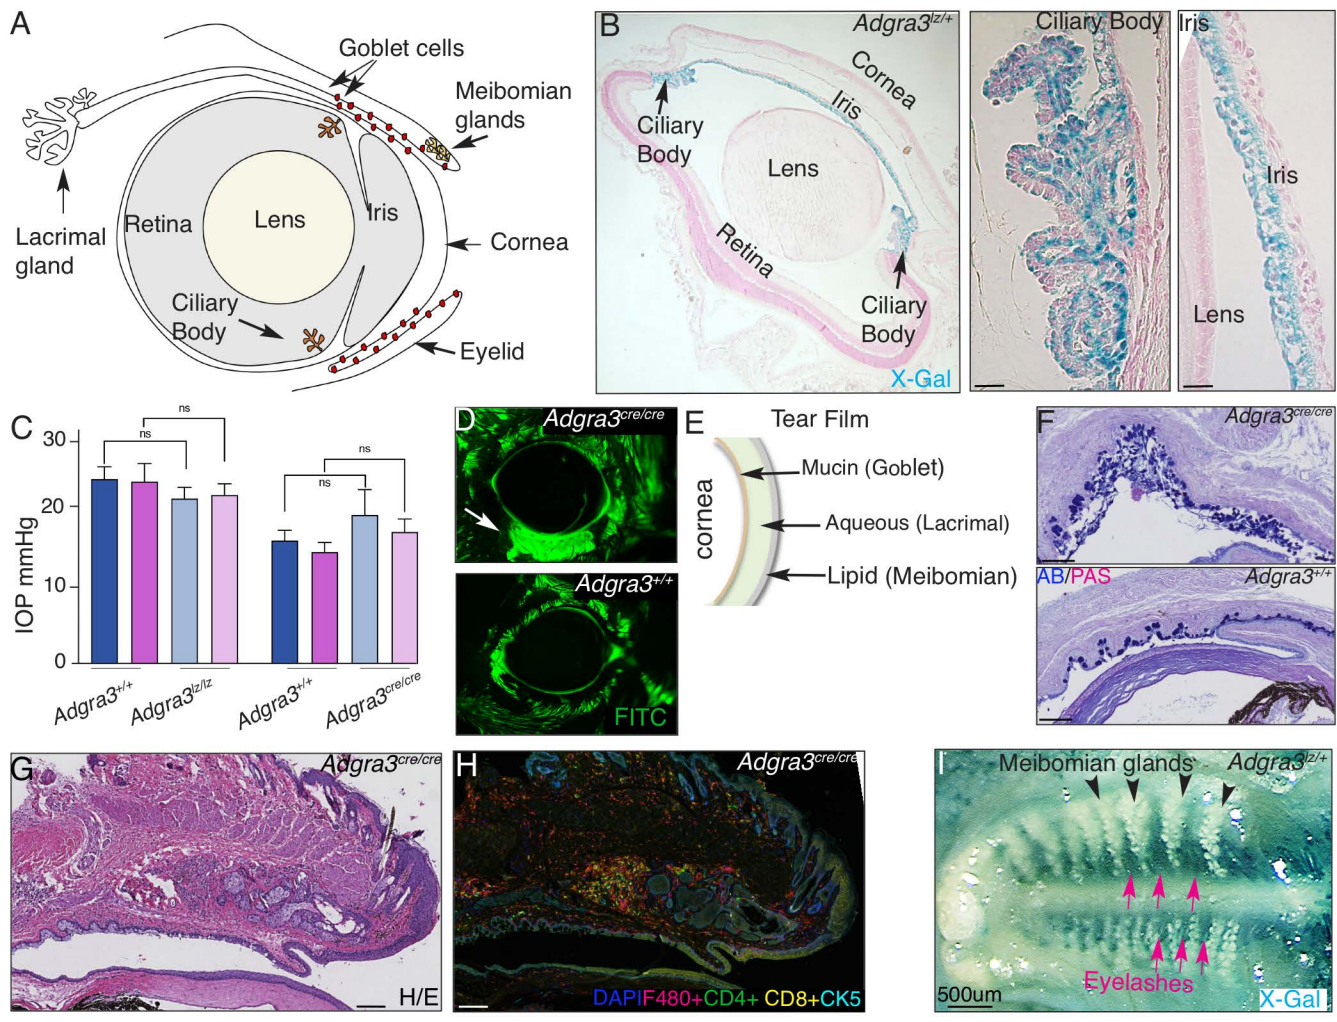 A
Goblet cells
Meibomian
glands
Lacrimal
gland
Retina
Lens
Iris
Cornea
Ciliary
Body
Eyelid
B
Adgra3lz/+
Cornea
Iris
Ciliary
Body
Lens
Retina
Ciliary
Body
X-Gal
Ciliary Body
Iris
Iris
Lens
C
IOP mmHg
30
20
10
0
ns
ns
ns
ns
Adgra3+/+
Adgra3lz/lz
Adgra3+/+
Adgra3cre/cre
D
Adgra3cre/cre
Adgra3+/+
FITC
E
Tear Film
cornea
Mucin (Goblet)
Aqueous (Lacrimal)
Lipid (Meibomian)
F
Adgra3cre/cre
AB/PAS
Adgra3+/+
G
Adgra3cre/cre
H/E
H
Adgra3cre/cre
DAPIF480+CD4+ CD8+CK5
I
Meibomian glands
Adgra3lz/+
Eyelashes
500um
X-Gal